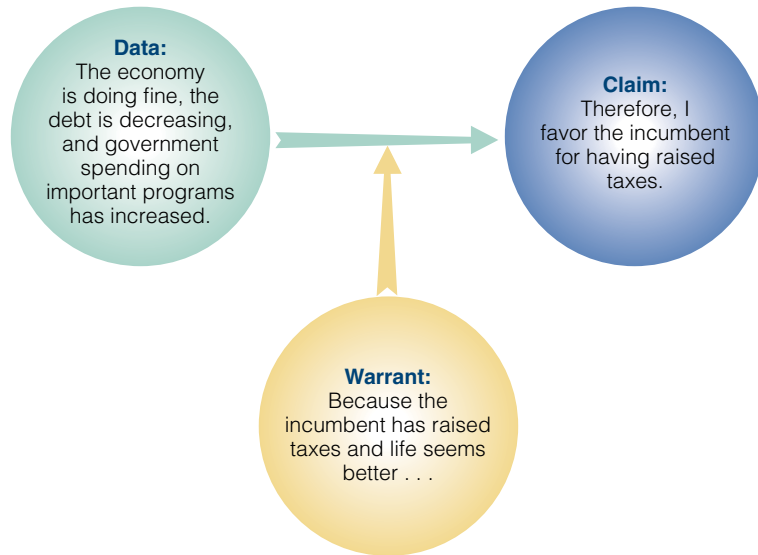 Data:
The economy
is doing fine, the
debt is decreasing,
and government
spending on
important programs
has increased.
Claim:
Therefore, I
favor the incumbent
for having raised
taxes.
Warrant:
Because the
incumbent has raised
taxes and life seems
better . . .